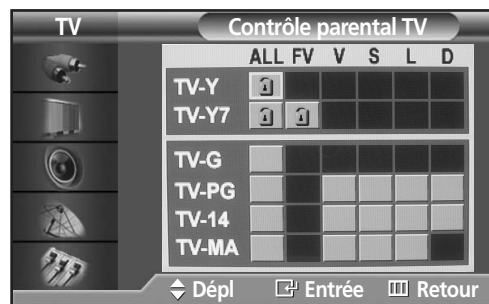 TV Contrôle parental TV
ALL FV V S L D
TV-Y
TV-Y7
TV-G
TV-PG
TV-14
TV-MA
Dépl Entrée Retour